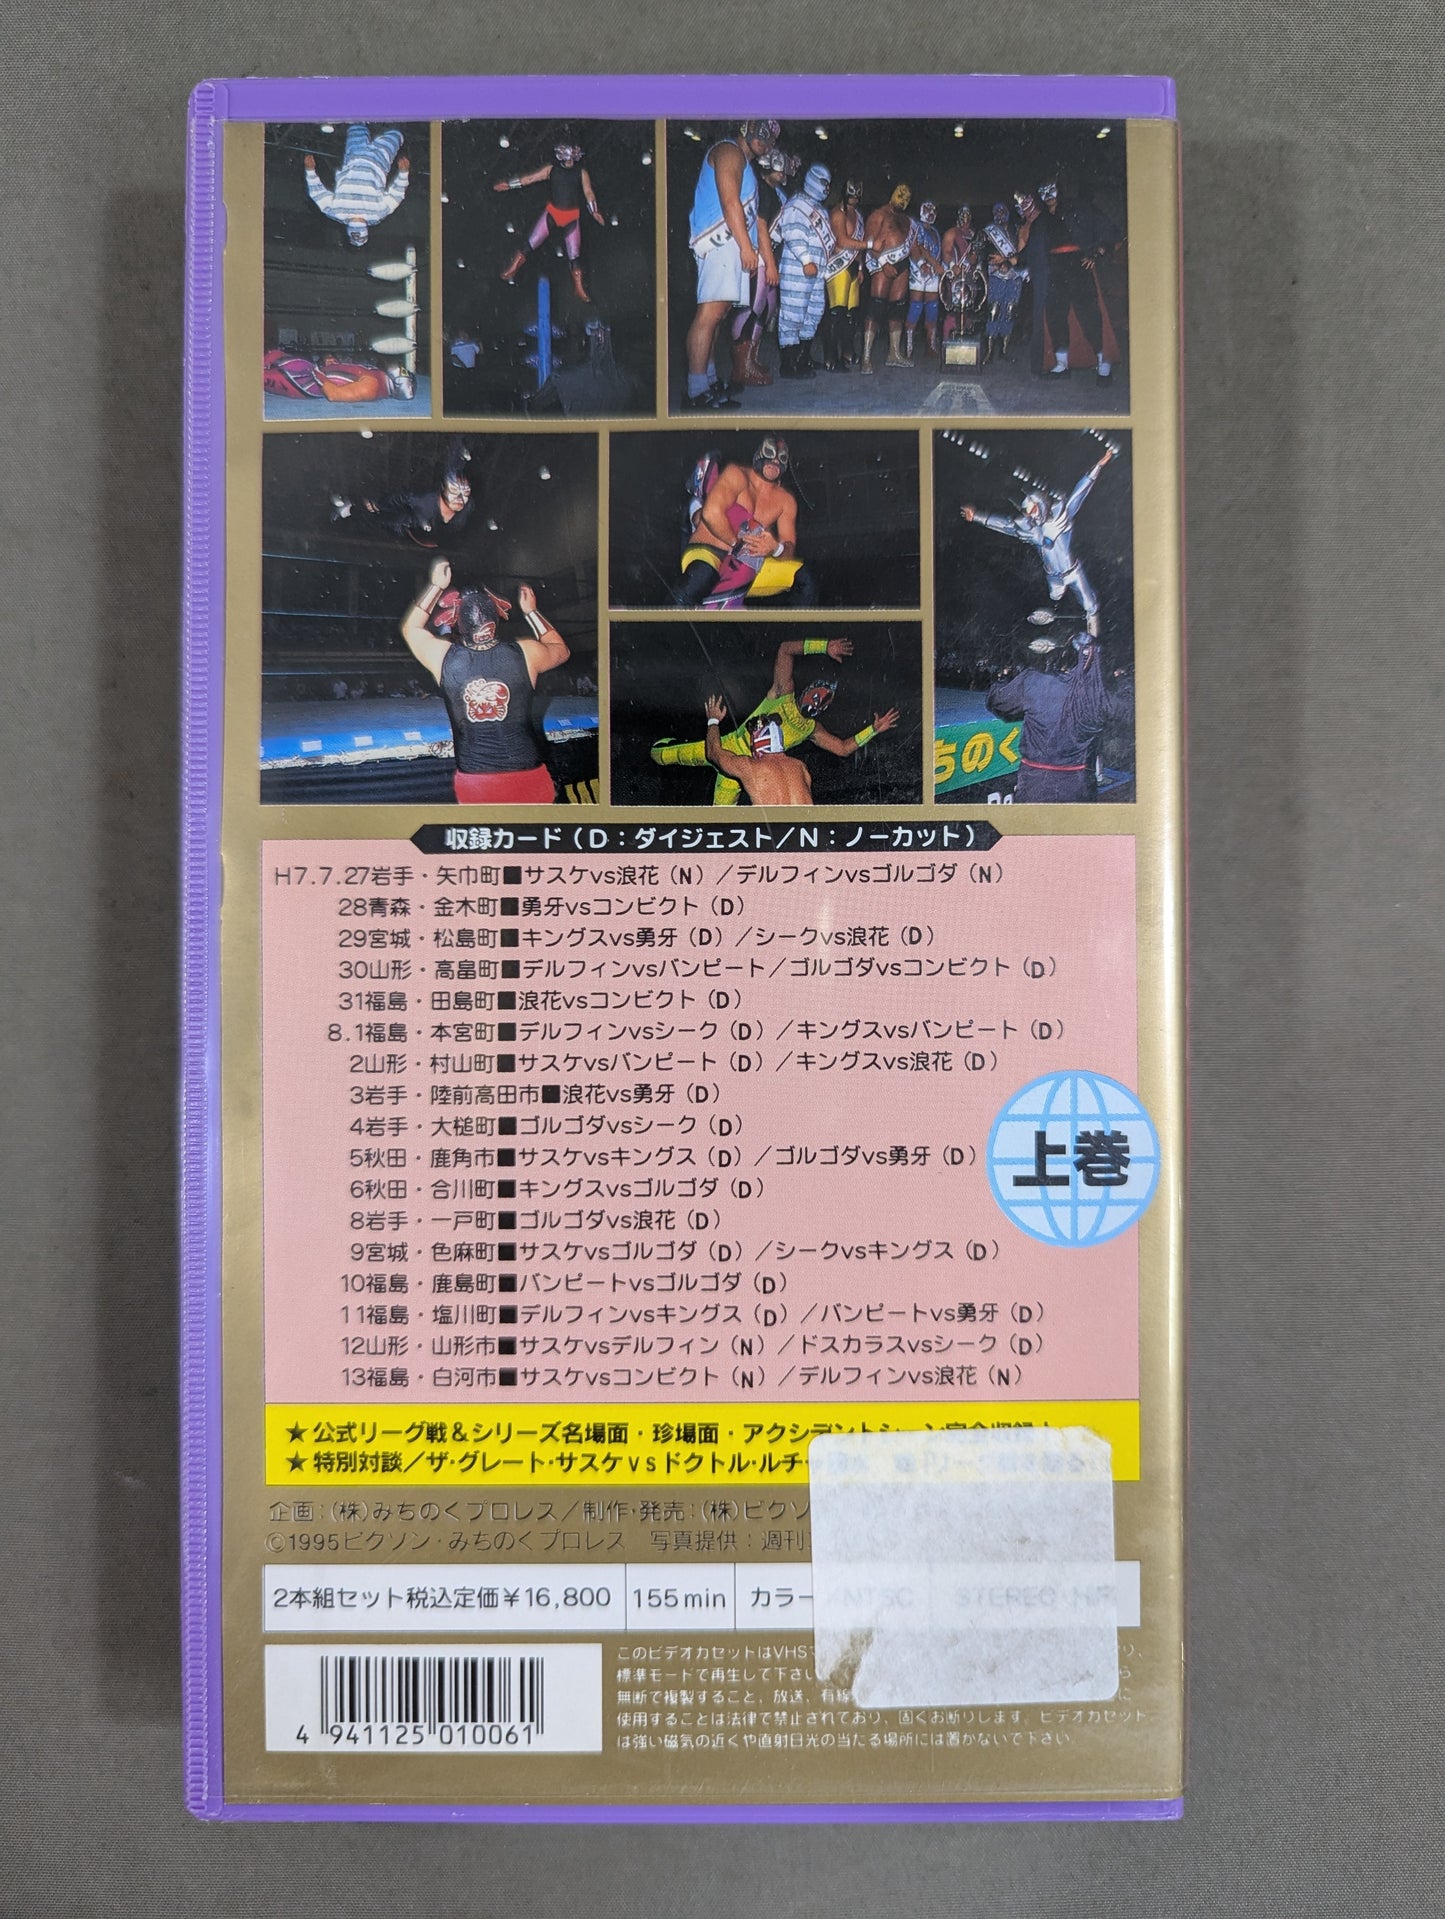 ちのく
収録カード（D：ダイジェスト／N：ノーカット）
H7.7.27岩手・矢巾町■サスケvs浪花（N）／デルフィンvsゴルゴダ（N）
28青森・金木町■勇牙vsコンビクト（D）
29宮城・松島町■キングスvs勇牙（D）／シークvs浪花（D）
30山形・高畠町■デルフィンvsバンピート／ゴルゴダvsコンビクト（D）
31福島・田島町■浪花vsコンビクト（D）
8.1福島・本宮町■デルフィンvsシーク（D）／キングスvsバンピート（D）
2山形・村山町■サスケvsバンピート（D）／キングスvs浪花（D）
3岩手・陸前高田市■浪花vs勇牙（D）
4岩手・大槌町■ゴルゴダvsシーク（D）
5秋田・鹿角市■サスケvsキングス（D）／ゴルゴダvs勇牙（D）
上巻
6秋田・合川町■キングスvsゴルゴダ（D）
8岩手・一戸町■ゴルゴダvs浪花（D）
9宮城・色麻町■サスケvsゴルゴダ（D）／シークvsキングス（D）
10福島・鹿島町■バンピートvsゴルゴダ（D）
11福島・塩川町■デルフィンvsキングス（D）／バンピートvs勇牙（D）
12山形・山形市■サスケvsデルフィン（N）／ドスカラスvsシーク（D）
13福島・白河市■サスケvsコンビクト（N）／デルフィンvs浪花（N）
★公式リーグ戦＆シリーズ名場面・珍場面・アクシデントシーン完全収録！
★特別対談／ザ・グレート・サスケvsドクトル・ルチ
企画：（株）みちのくプロレス／制作・発売：（株）ビクソ
©1995ビクソン・みちのくプロレス 写真提供：週刊
2本組セット税込定価￥16,800 155min カラー NTSC STEREO・Hi-Fi
このビデオカセットはVHSマ り、
標準モードで再生して下さい
無断で複製すること、放送、有線 に
使用することは法律で禁止されており、固くお断りします。ビデオカセット
は強い磁気の近くや直射日光の当たる場所には置かないで下さい。
4 941125 010061